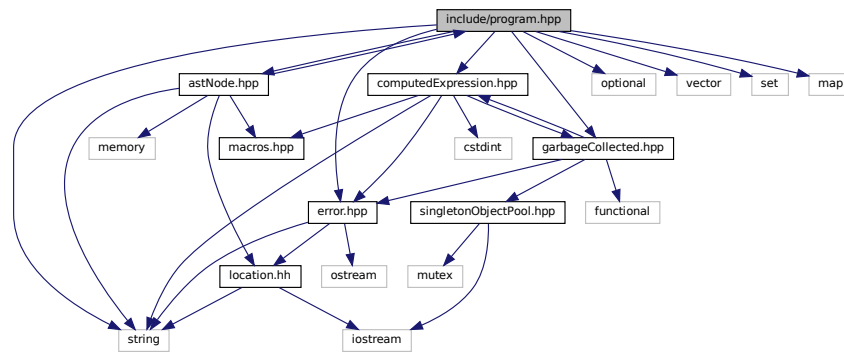 include/program.hpp
astNode.hpp
computedExpression.hpp
optional
vector
set
map
memory
macros.hpp
cstdint
garbageCollected.hpp
error.hpp
singletonObjectPool.hpp
functional
location.hh
ostream
mutex
string
iostream